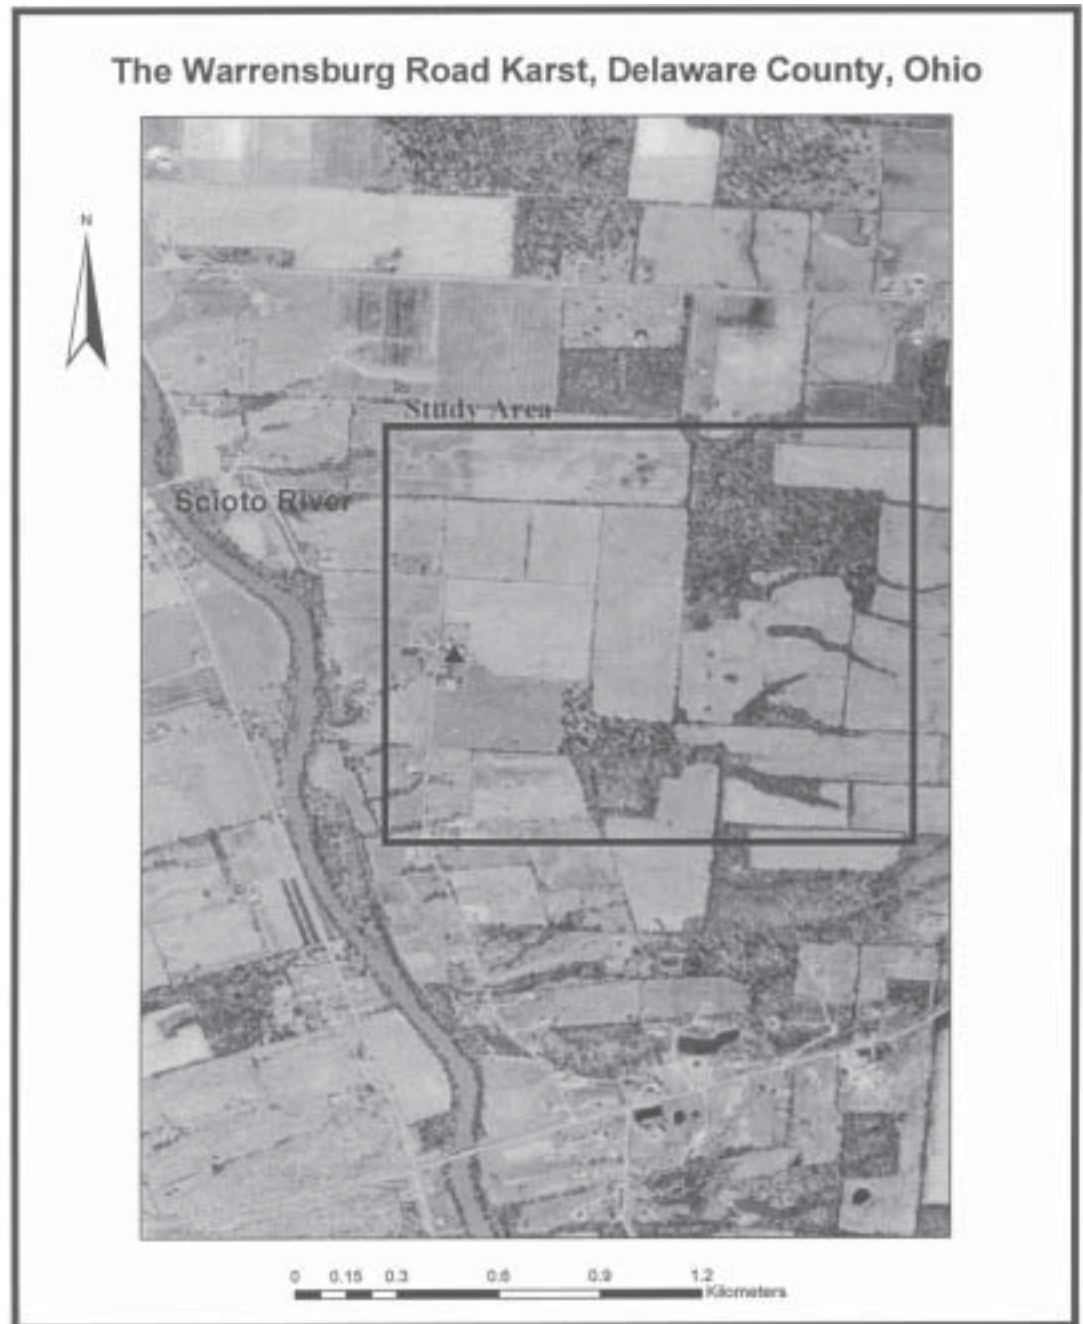 The Warrensburg Road Karst, Delaware County, Ohio
N
Study Area
Scioto River
0 0.15 0.3 0.6 0.9 1.2
Kilometers